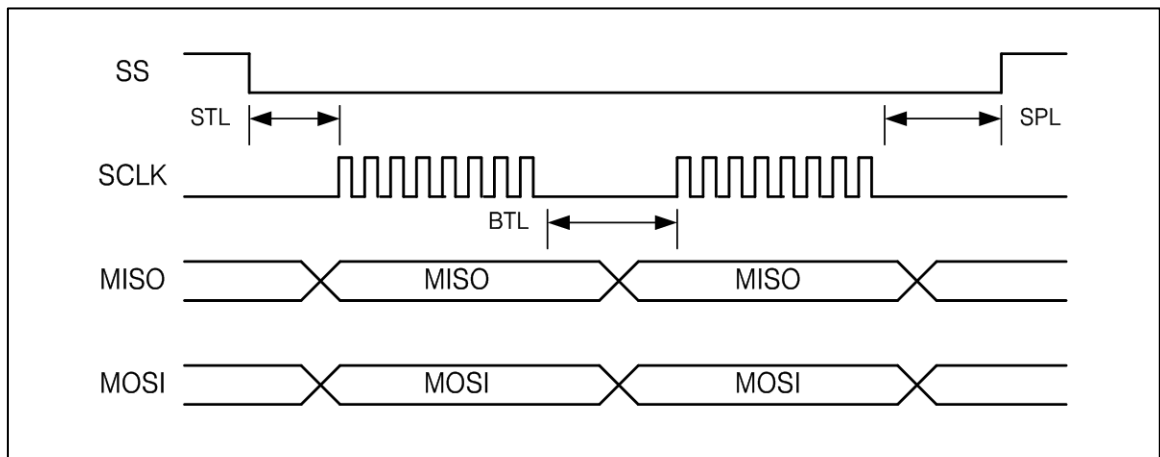 SS
STL
SPL
SCLK
BTL
MISO MISO MISO
MOSI MOSI MOSI